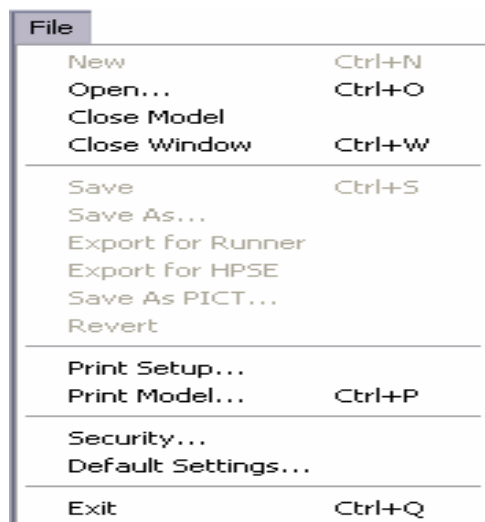 File
New Ctrl+N
Open... Ctrl+O
Close Model
Close Window Ctrl+W
Save Ctrl+S
Save As...
Export for Runner
Export for HPSE
Save As PICT...
Revert
Print Setup...
Print Model... Ctrl+P
Security...
Default Settings...
Exit Ctrl+Q